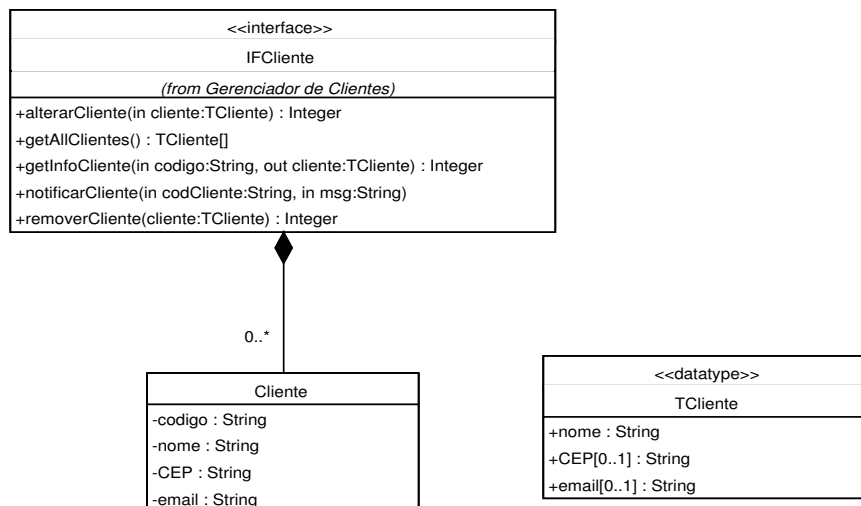 <<interface>>
IFCliente
(from Gerenciador de Clientes)
+alterarCliente(in cliente:TCliente) : Integer
+getAllClientes() : TCliente[]
+getInfoCliente(in codigo:String, out cliente:TCliente) : Integer
+notificarCliente(in codCliente:String, in msg:String)
+removerCliente(cliente:TCliente) : Integer
0..*
Cliente
-codigo : String
-nome : String
-CEP : String
-email : String
<<datatype>>
TCliente
+nome : String
+CEP[0..1] : String
+email[0..1] : String